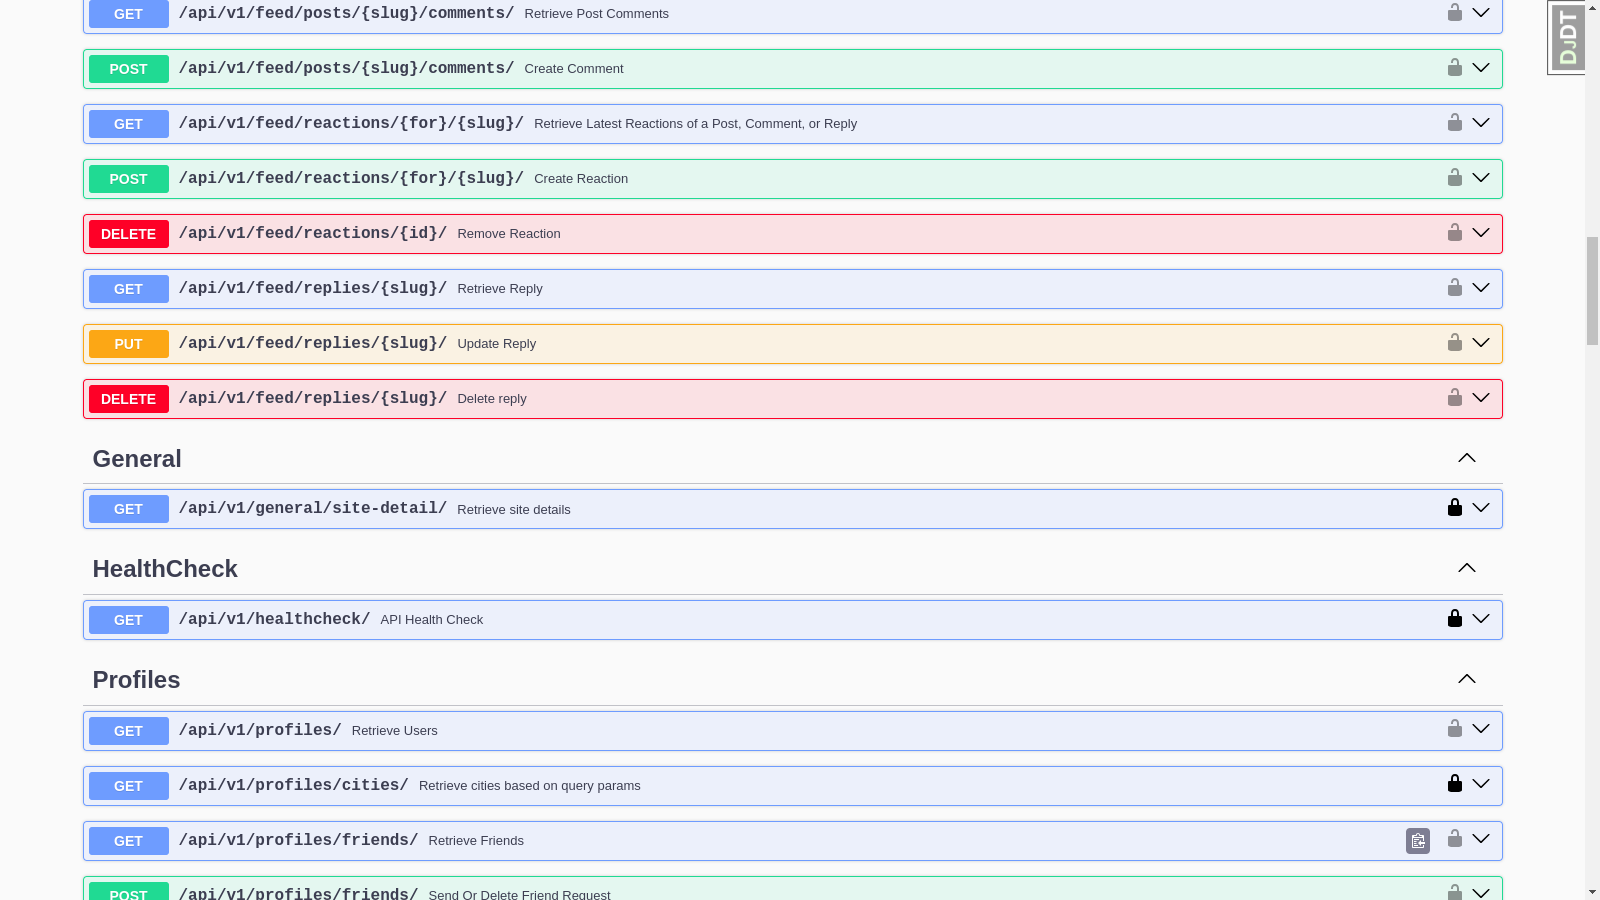 GET /api/v1/feed/posts/{slug}/comments/ Retrieve Post Comments
DJDT
POST /api/v1/feed/posts/{slug}/comments/ Create Comment
GET /api/v1/feed/reactions/{for}/{slug}/ Retrieve Latest Reactions of a Post, Comment, or Reply
POST /api/v1/feed/reactions/{for}/{slug}/ Create Reaction
DELETE /api/v1/feed/reactions/{id}/ Remove Reaction
GET /api/v1/feed/replies/{slug}/ Retrieve Reply
PUT /api/v1/feed/replies/{slug}/ Update Reply
DELETE /api/v1/feed/replies/{slug}/ Delete reply
General
GET /api/v1/general/site-detail/ Retrieve site details
HealthCheck
GET /api/v1/healthcheck/ API Health Check
Profiles
GET /api/v1/profiles/ Retrieve Users
GET /api/v1/profiles/cities/ Retrieve cities based on query params
GET /api/v1/profiles/friends/ Retrieve Friends
POST /api/v1/profiles/friends/ Send Or Delete Friend Request